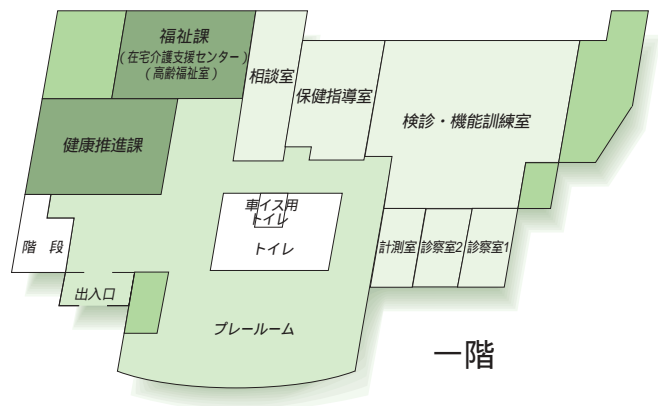 福祉課
(在宅介護支援センター)
(高齢福祉室)
相談室
保健指導室
検診・機能訓練室
健康推進課
車イス用
トイレ
トイレ
階 段
計測室
診察室2
診察室1
出入口
プレールーム
一階